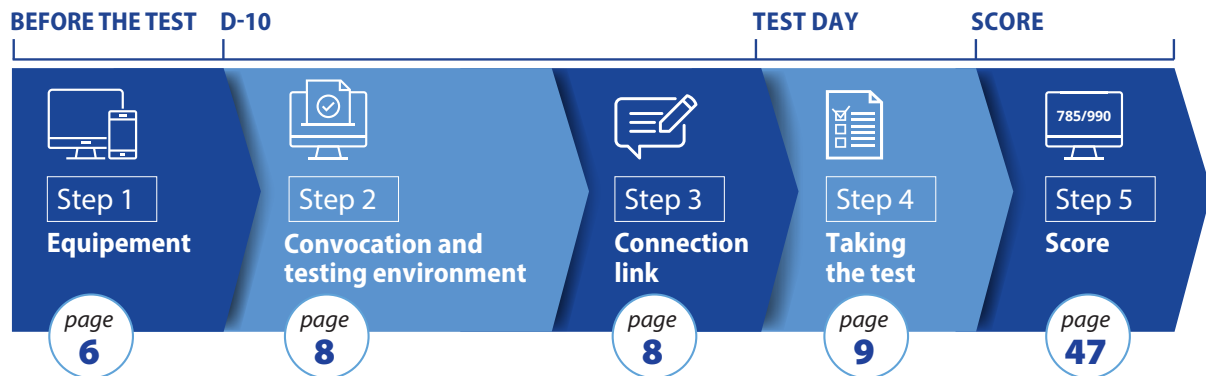 BEFORE THE TEST
D-10
TEST DAY
SCORE
Step 1
Equipement
page
6
Step 2
Convocation and
testing environment
page
8
Step 3
Connection
link
page
8
Step 4
Taking
the test
page
9
785/990
Step 5
Score
page
47